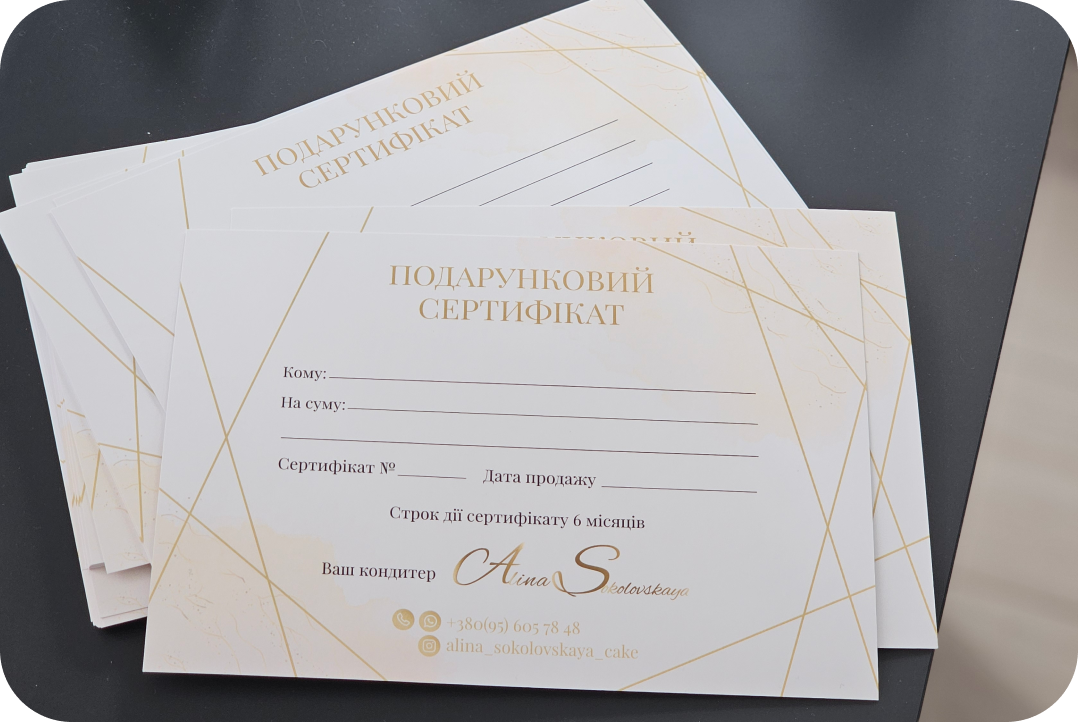 ПОДАРУНКОВИЙ
СЕРТИФІКАТ
ПОДАРУНКОВИЙ
СЕРТИФІКАТ
Кому:
На суму:
Сертифікат № Дата продажу
Строк дії сертифікату 6 місяців
Ваш кондитер Alina Sokolovskaya
+380(95) 605 78 48
alina_sokolovskaya_cake